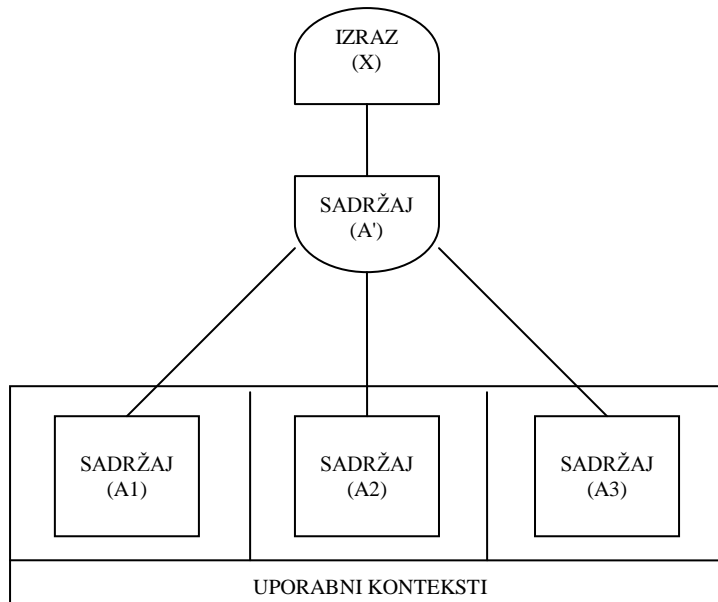 IZRAZ
(X)
SADRŽAJ
(A')
SADRŽAJ
(A1)
SADRŽAJ
(A2)
SADRŽAJ
(A3)
UPORABNI KONTEKSTI